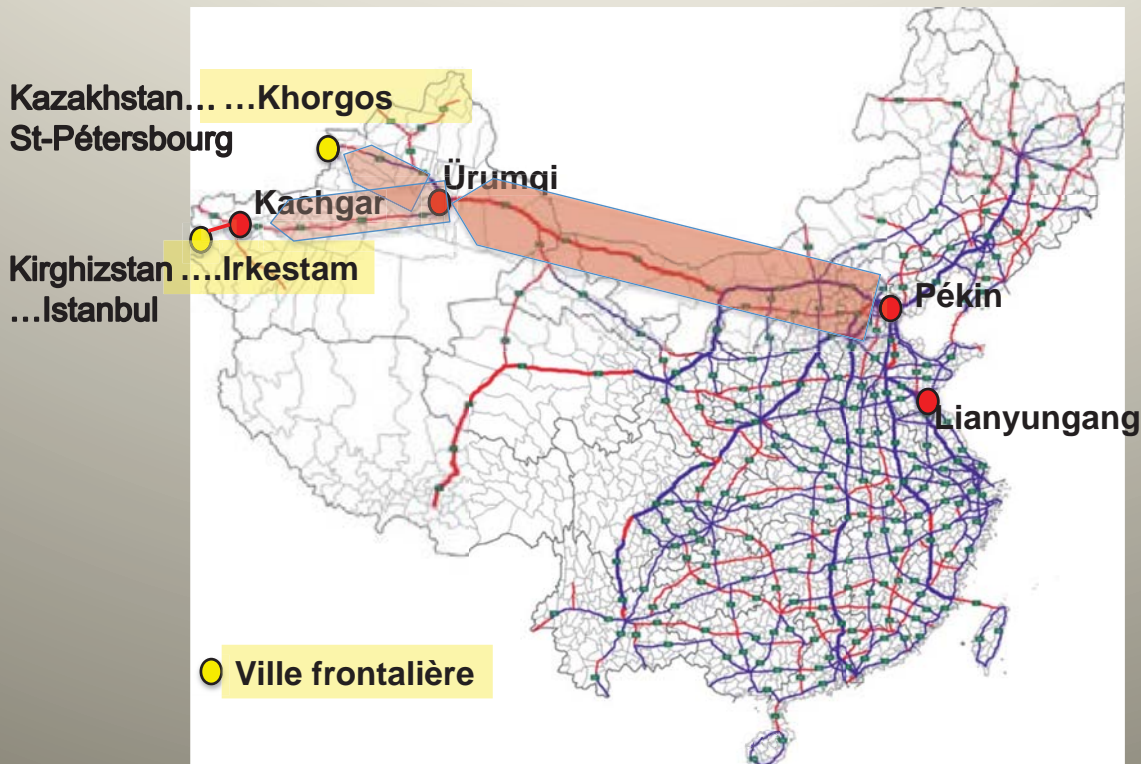 Kazakhstan… …Khorgos
St-Pétersbourg
Ürumqi
Kachgar
Kirghizstan ….Irkestam
…Istanbul
Pékin
Lianyungang
Ville frontalière